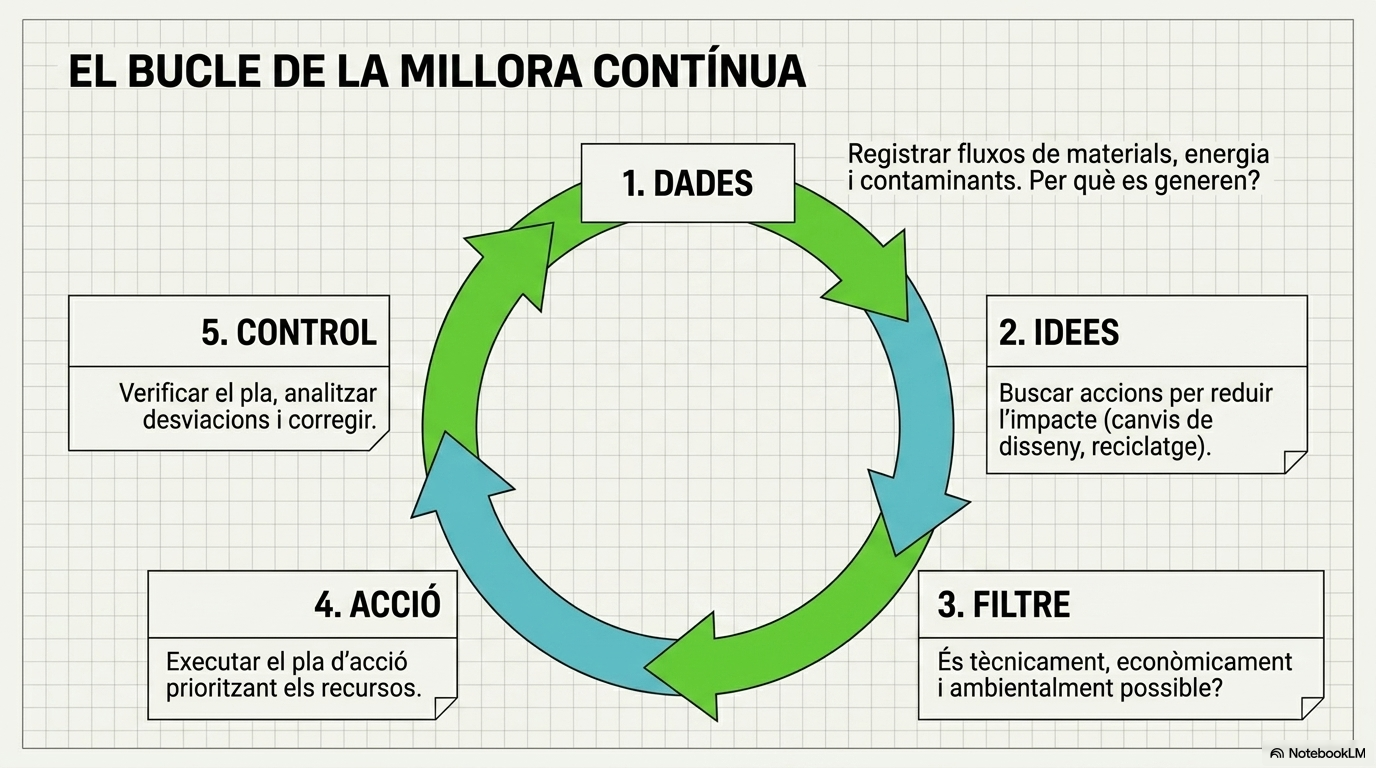 EL BUCLE DE LA MILLORA CONTÍNUA
1. DADES
Registrar fluxos de materials, energia
i contaminants. Per què es generen?
2. IDEES
Buscar accions per reduir
l'impacte (canvis de
disseny, reciclatge).
3. FILTRE
És tècnicament, econòmicament
i ambientalment possible?
4. ACCIÓ
Executar el pla d'acció
prioritzant els recursos.
5. CONTROL
Verificar el pla, analitzar
desviacions i corregir.
NotebookLM